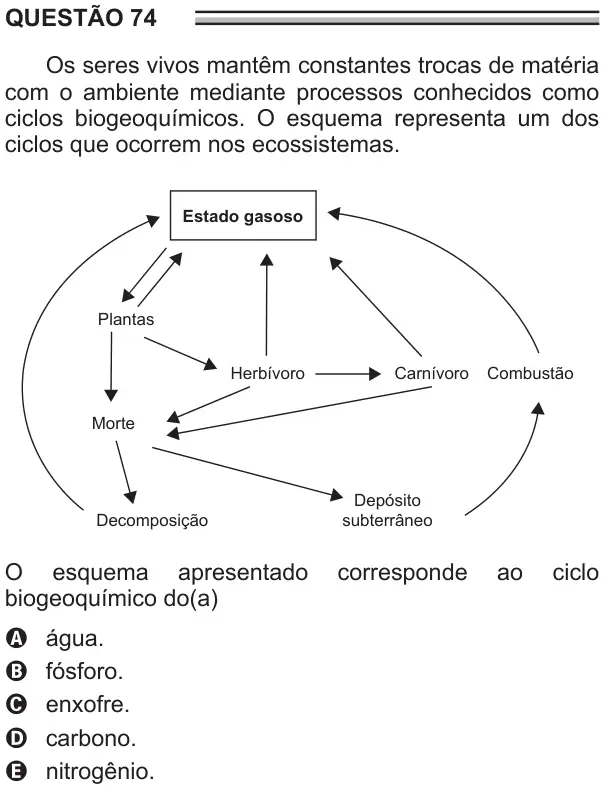 QUESTÃO 74
Os seres vivos mantêm constantes trocas de matéria
com o ambiente mediante processos conhecidos como
ciclos biogeoquímicos. O esquema representa um dos
ciclos que ocorrem nos ecossistemas.
Estado gasoso
Plantas
Herbívoro
Carnívoro
Combustão
Morte
Decomposição
Depósito
subterrâneo
O esquema apresentado corresponde ao ciclo
biogeoquímico do(a)
A água.
B fósforo.
C enxofre.
D carbono.
E nitrogênio.